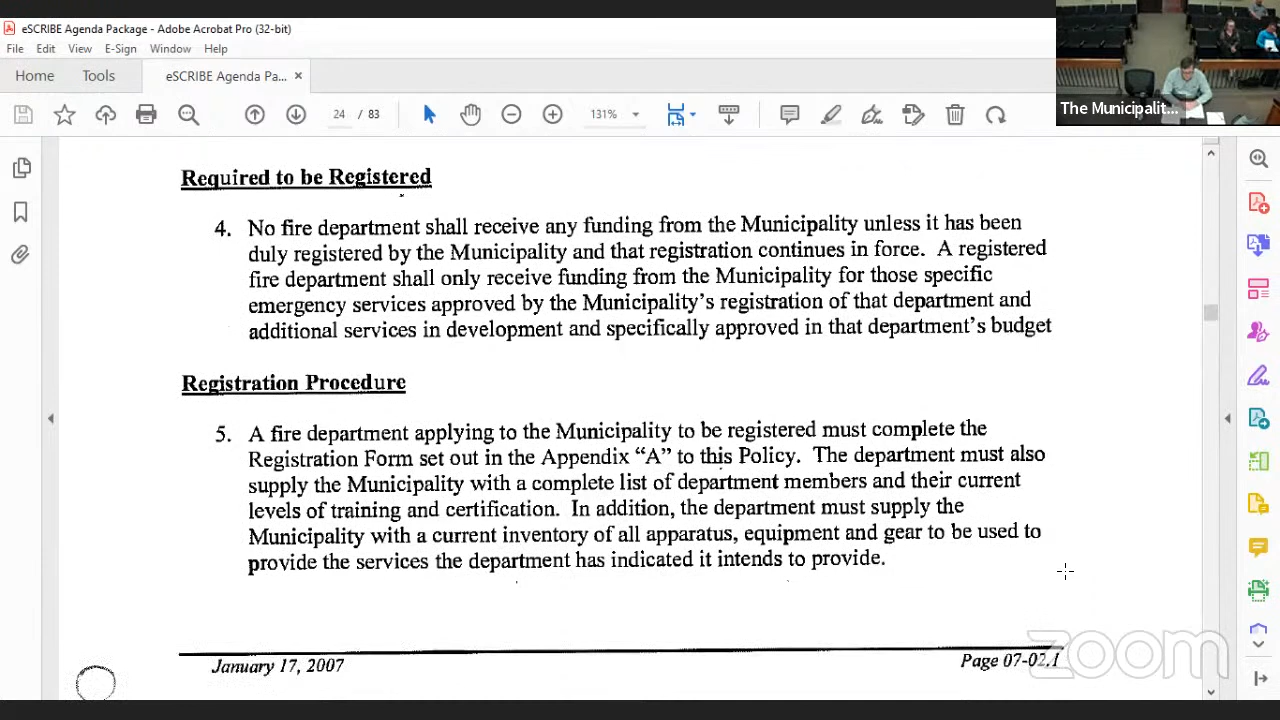 eSCRIBE Agenda Package - Adobe Acrobat Pro (32-bit)
File Edit View E-Sign Window Help
Home Tools eSCRIBE Agenda Pa... ×
24 / 83 131%
The Municipalit...
Required to be Registered
4. No fire department shall receive any funding from the Municipality unless it has been
duly registered by the Municipality and that registration continues in force. A registered
fire department shall only receive funding from the Municipality for those specific
emergency services approved by the Municipality's registration of that department and
additional services in development and specifically approved in that department's budget
Registration Procedure
5. A fire department applying to the Municipality to be registered must complete the
Registration Form set out in the Appendix "A" to this Policy. The department must also
supply the Municipality with a complete list of department members and their current
levels of training and certification. In addition, the department must supply the
Municipality with a current inventory of all apparatus, equipment and gear to be used to
provide the services the department has indicated it intends to provide.
January 17, 2007 Page 07-02.1
zoom